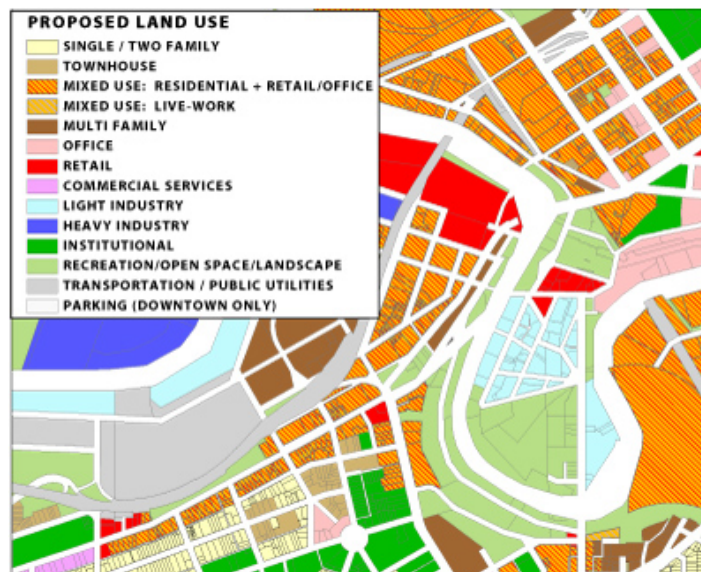 PROPOSED LAND USE
SINGLE / TWO FAMILY
TOWNHOUSE
MIXED USE: RESIDENTIAL + RETAIL/OFFICE
MIXED USE: LIVE-WORK
MULTI FAMILY
OFFICE
RETAIL
COMMERCIAL SERVICES
LIGHT INDUSTRY
HEAVY INDUSTRY
INSTITUTIONAL
RECREATION/OPEN SPACE/LANDSCAPE
TRANSPORTATION / PUBLIC UTILITIES
PARKING (DOWNTOWN ONLY)